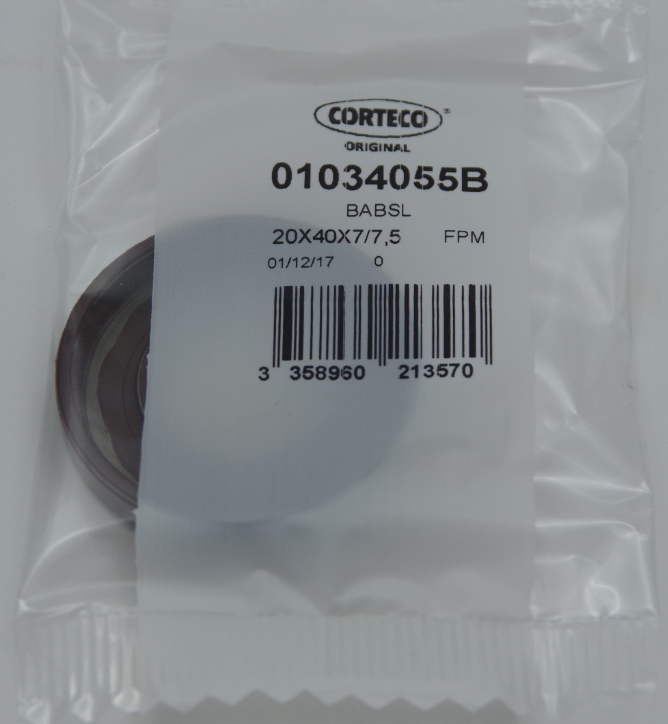 CORTECO®
ORIGINAL
01034055B
BABSL
20X40X7/7,5 FPM
01/12/17 0
3 358960 213570